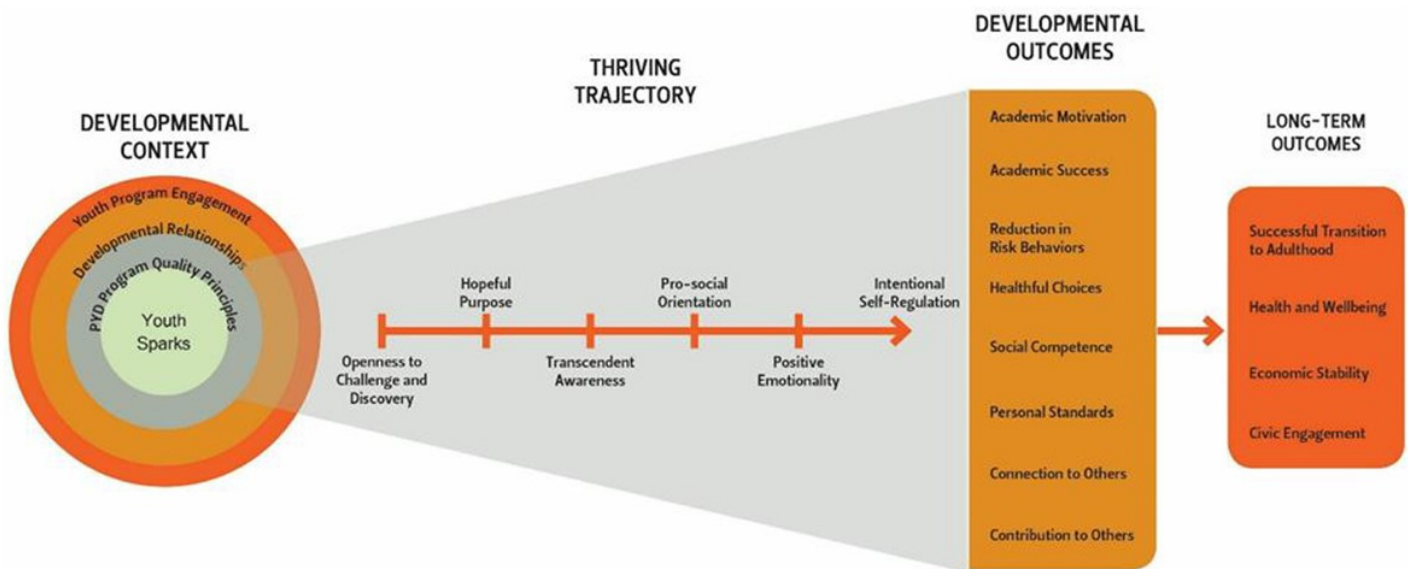 DEVELOPMENTAL
CONTEXT
Youth Program Engagement
Developmental Relationships
PYD Program Quality Principles
Youth
Sparks
THRIVING
TRAJECTORY
Hopeful
Purpose
Pro-social
Orientation
Intentional
Self-Regulation
Openness to
Challenge and
Discovery
Transcendent
Awareness
Positive
Emotionality
DEVELOPMENTAL
OUTCOMES
Academic Motivation
Academic Success
Reduction in
Risk Behaviors
Healthful Choices
Social Competence
Personal Standards
Connection to Others
Contribution to Others
LONG-TERM
OUTCOMES
Successful Transition
to Adulthood
Health and Wellbeing
Economic Stability
Civic Engagement